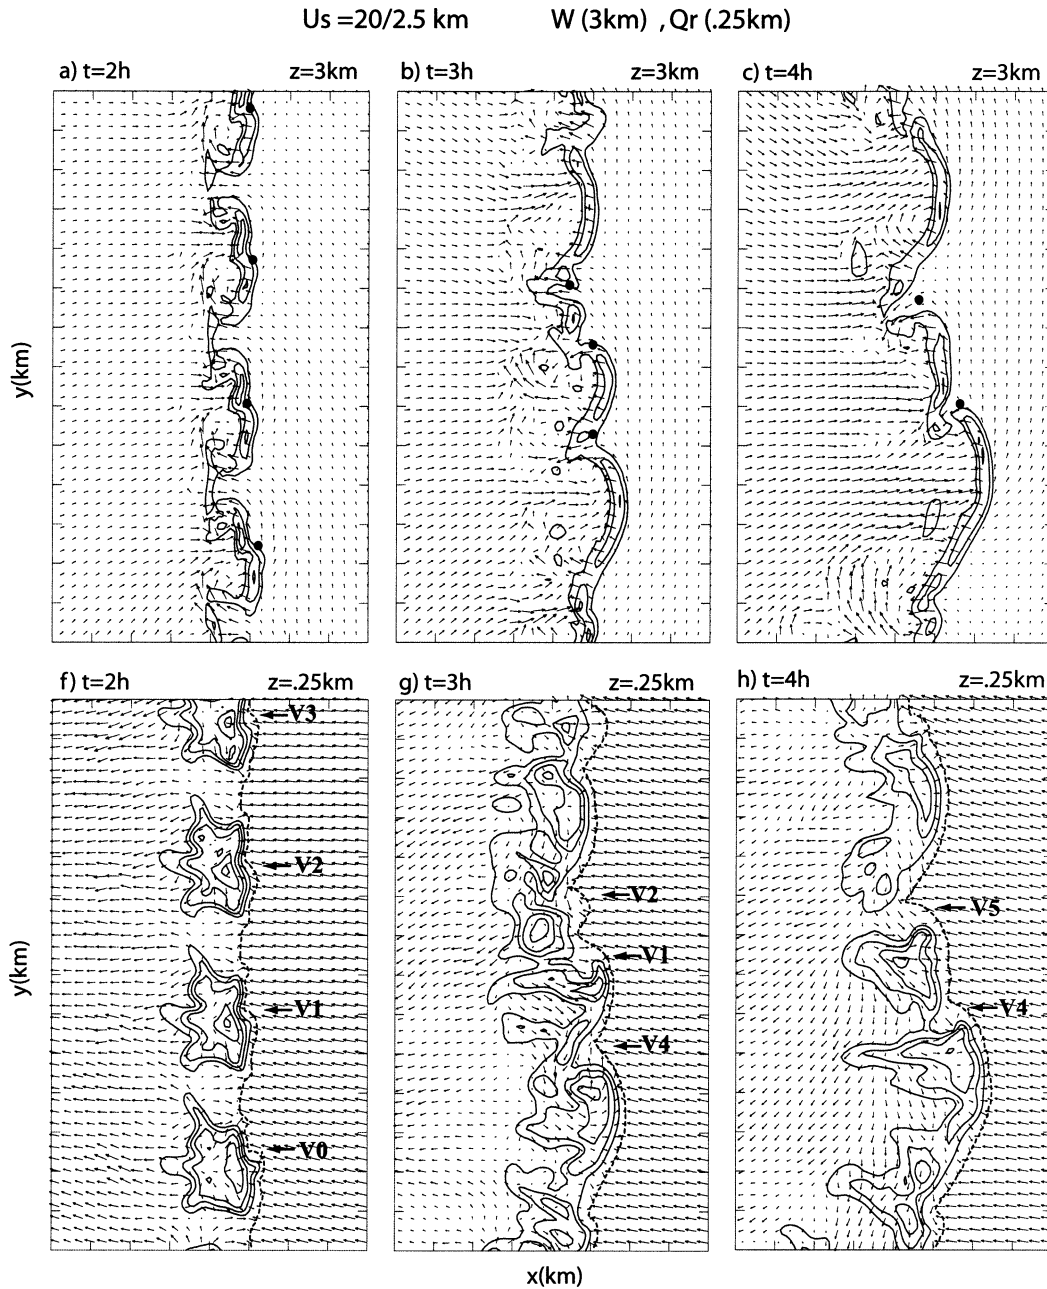 Us =20/2.5 km W (3km) , Qr (.25km)
a) t=2h z=3km b) t=3h z=3km c) t=4h z=3km
y(km)
f) t=2h z=.25km g) t=3h z=.25km h) t=4h z=.25km
V3
V2
V2
V5
V1
V1
V4
V4
V0
y(km)
x(km)